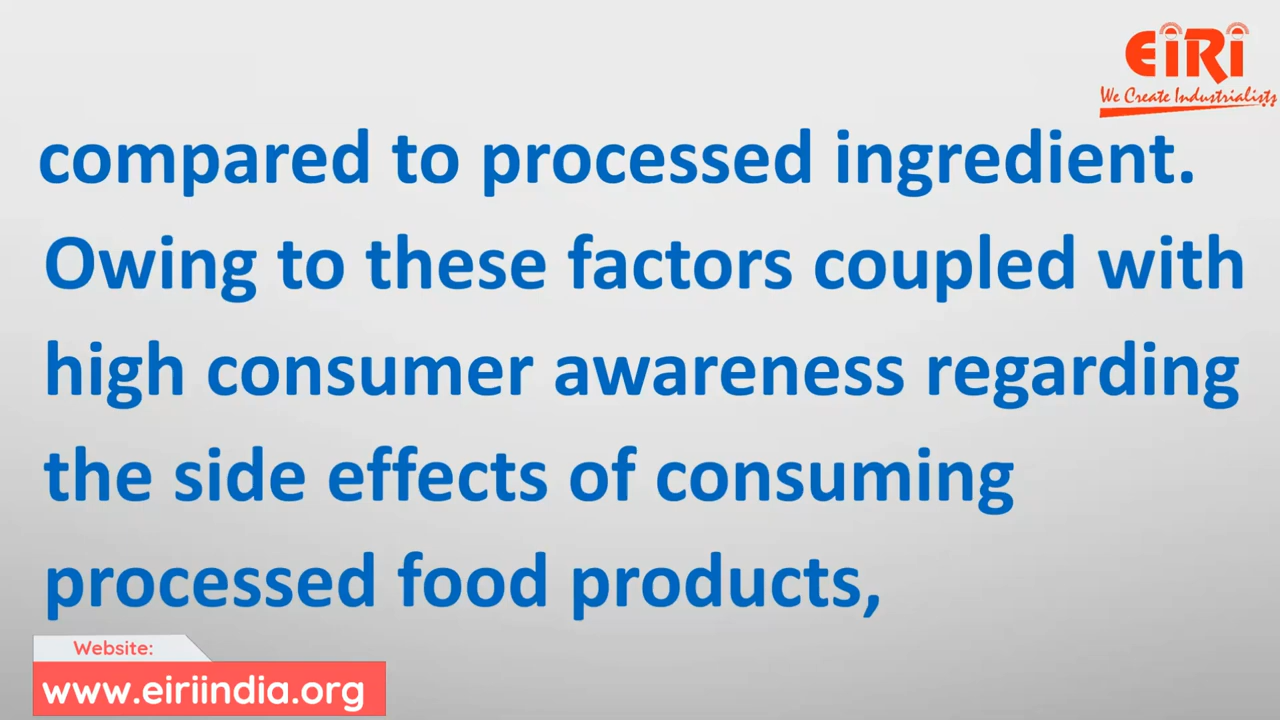 EiRi
We Create Industrialists
compared to processed ingredient.
Owing to these factors coupled with
high consumer awareness regarding
the side effects of consuming
processed food products,
Website:
www.eiriindia.org